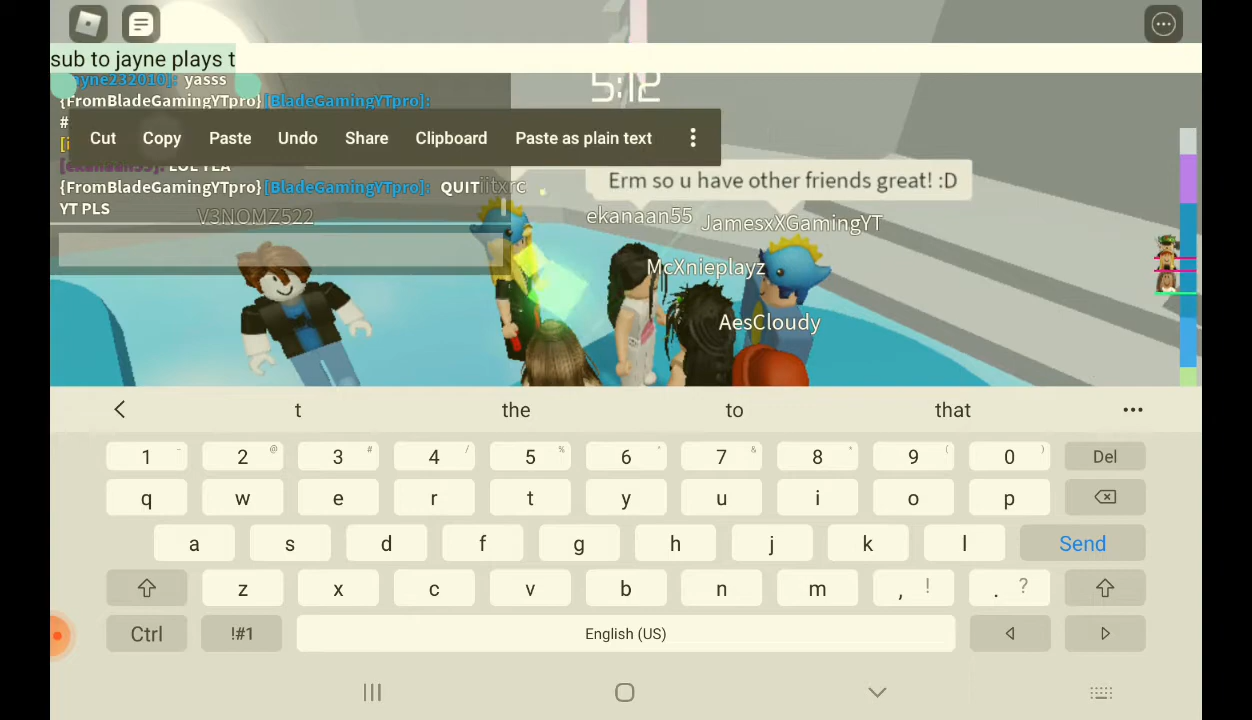 sub to jayne plays t
ayne232010]: yasss
5:12
{FromBladeGamingYTpro}[BladeGamingYTpro]:
#
Cut Copy Paste Undo Share Clipboard Paste as plain text
[i
[ekanaan55]: LOL YEA
{FromBladeGamingYTpro}[BladeGamingYTpro]: QUIT
YT PLS
Erm so u have other friends great! :D
V3NOMZ522
ekanaan55
JamesxXGamingYT
McXnieplayz
AesCloudy
t the to that
1 - 2 @ 3 # 4 / 5 % 6 ^ 7 & 8 * 9 ( 0 ) Del
q w e r t y u i o p
a s d f g h j k l Send
z x c v b n m , ! . ?
Ctrl !#1 English (US)